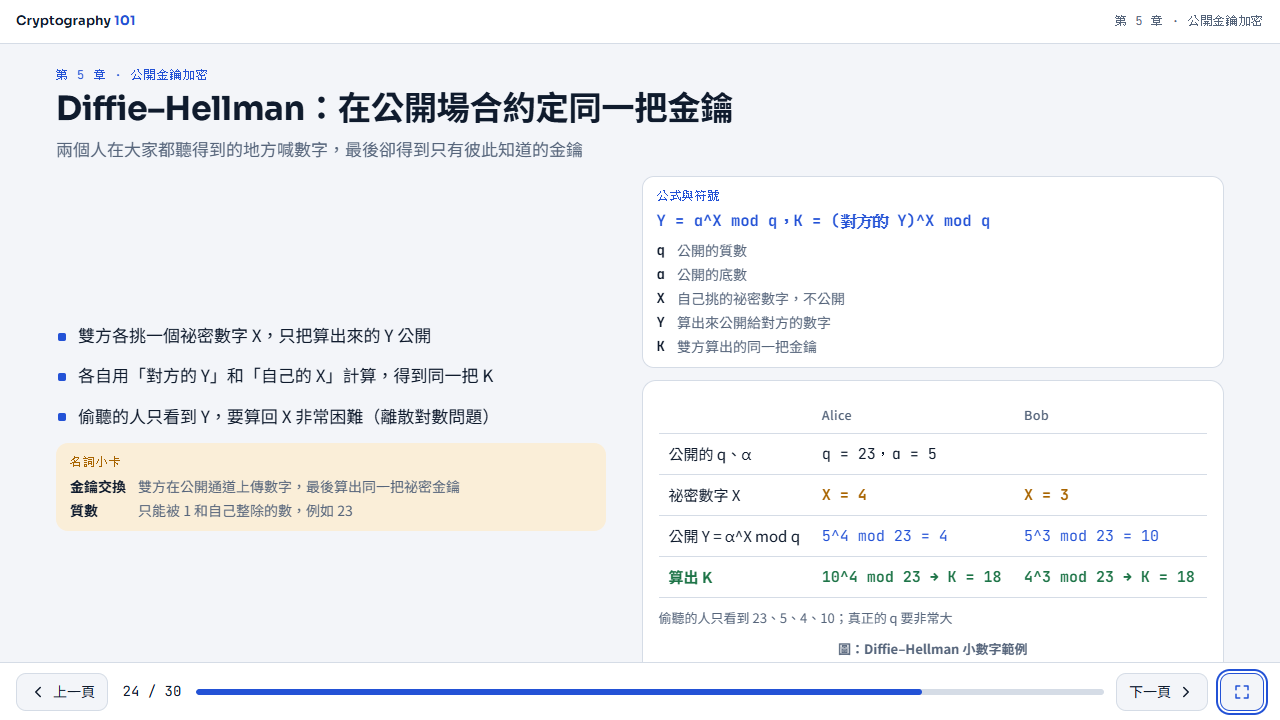 Cryptography 101
第 5 章 · 公開金鑰加密
第 5 章 · 公開金鑰加密
Diffie–Hellman：在公開場合約定同一把金鑰
兩個人在大家都聽得到的地方喊數字，最後卻得到只有彼此知道的金鑰
雙方各挑一個祕密數字 X，只把算出來的 Y 公開
各自用「對方的 Y」和「自己的 X」計算，得到同一把 K
偷聽的人只看到 Y，要算回 X 非常困難（離散對數問題）
名詞小卡
金鑰交換 雙方在公開通道上傳數字，最後算出同一把祕密金鑰
質數 只能被 1 和自己整除的數，例如 23
公式與符號
Y = α^X mod q，K = (對方的 Y)^X mod q
q 公開的質數
α 公開的底數
X 自己挑的祕密數字，不公開
Y 算出來公開給對方的數字
K 雙方算出的同一把金鑰
Alice Bob
公開的 q、α q = 23，α = 5
祕密數字 X X = 4 X = 3
公開 Y = α^X mod q 5^4 mod 23 = 4 5^3 mod 23 = 10
算出 K 10^4 mod 23 → K = 18 4^3 mod 23 → K = 18
偷聽的人只看到 23、5、4、10；真正的 q 要非常大
圖：Diffie–Hellman 小數字範例
上一頁 24 / 30 下一頁